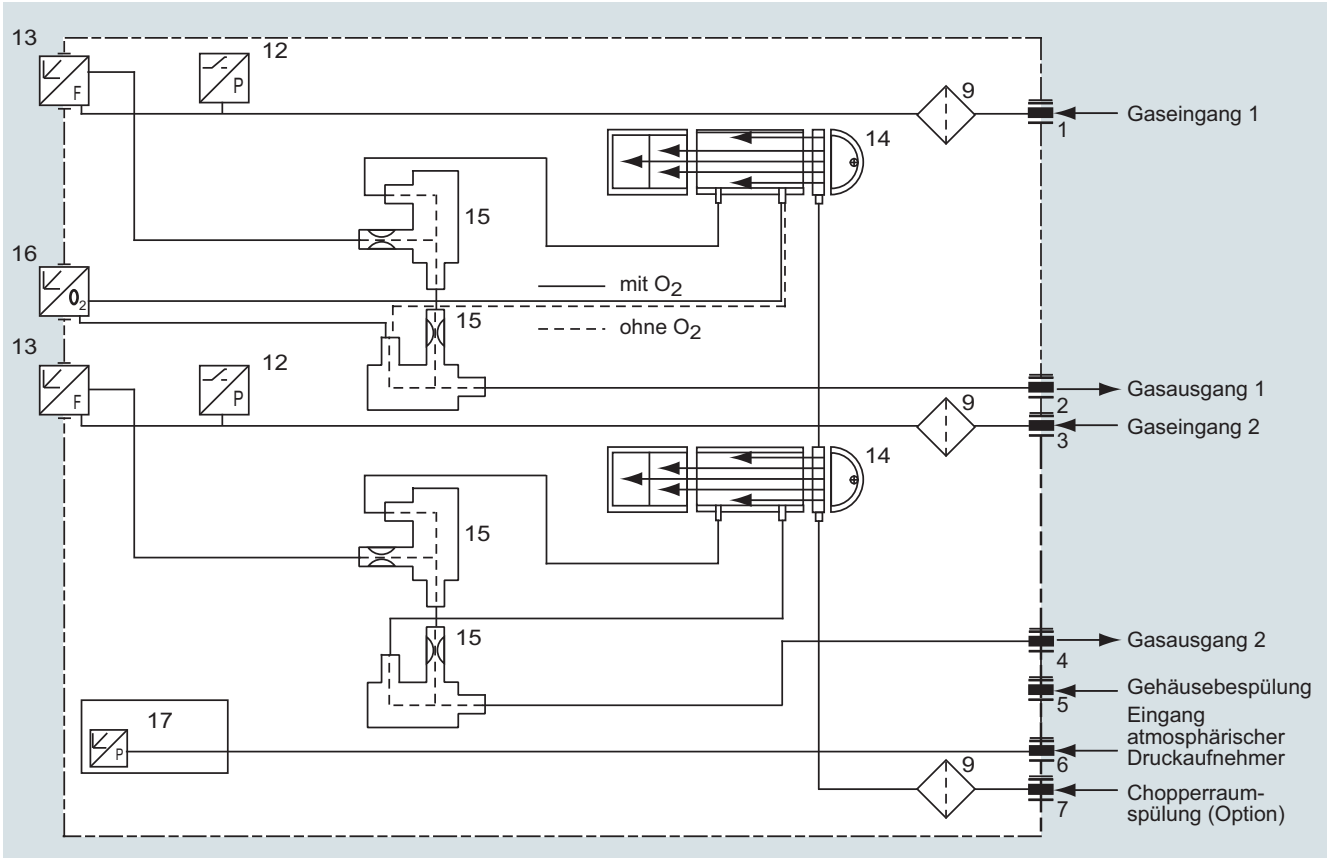 13
12
F
P
9
1
Gaseingang 1
14
15
16
O2
mit O2
15
ohne O2
13
12
F
P
9
2
Gasausgang 1
3
Gaseingang 2
14
15
15
4
Gasausgang 2
5
Gehäusebespülung
17
P
6
Eingang
atmosphärischer
Druckaufnehmer
9
7
Chopperraum-
spülung (Option)